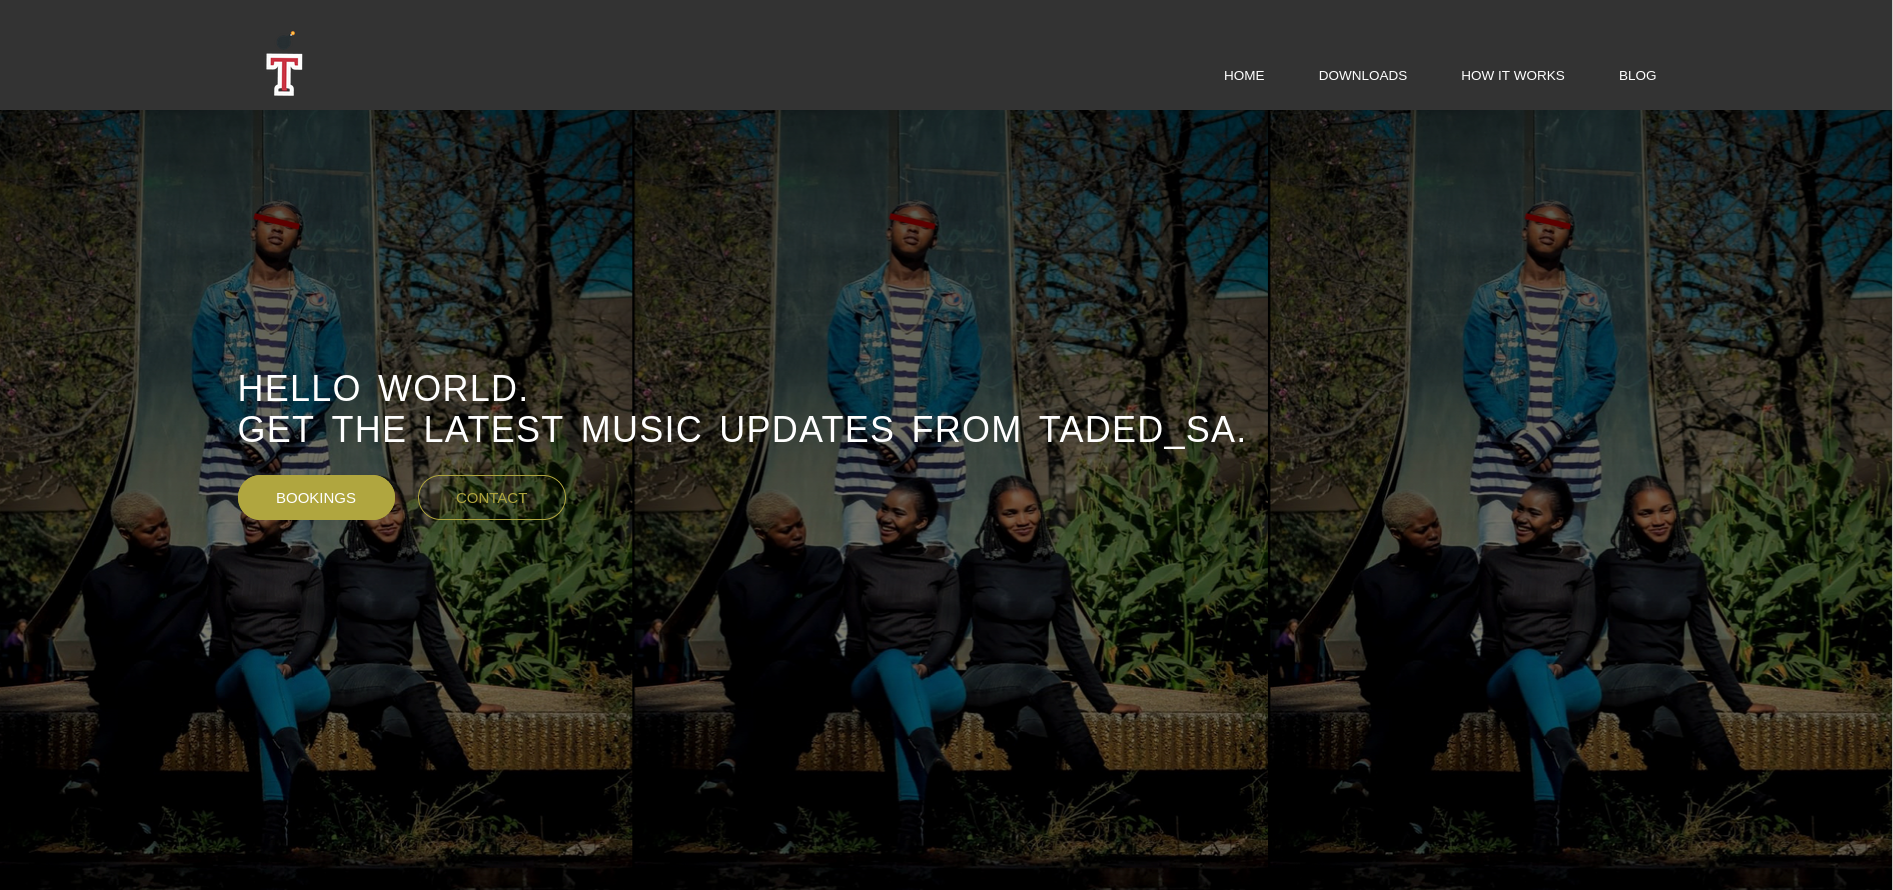 T
HOME DOWNLOADS HOW IT WORKS BLOG
HELLO WORLD.
GET THE LATEST MUSIC UPDATES FROM TADED_SA.
BOOKINGS CONTACT